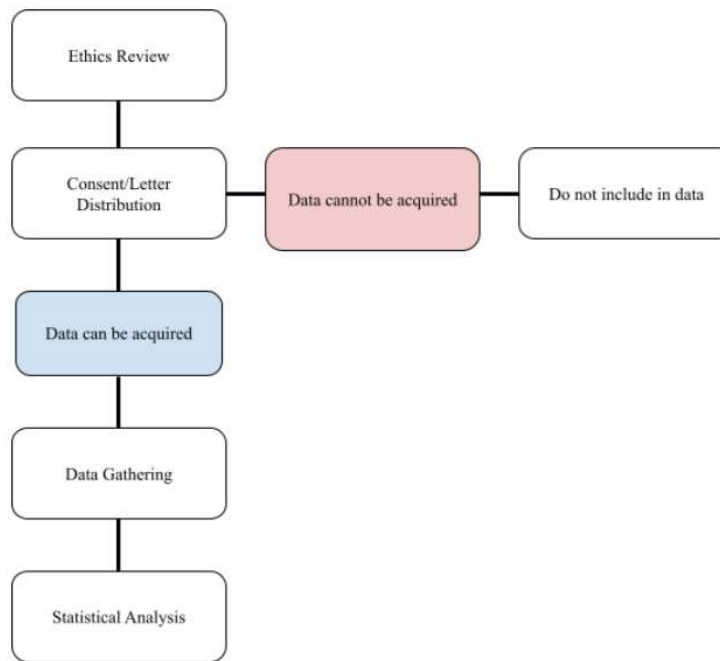 Ethics Review
Consent/Letter
Distribution
Data cannot be acquired
Do not include in data
Data can be acquired
Data Gathering
Statistical Analysis